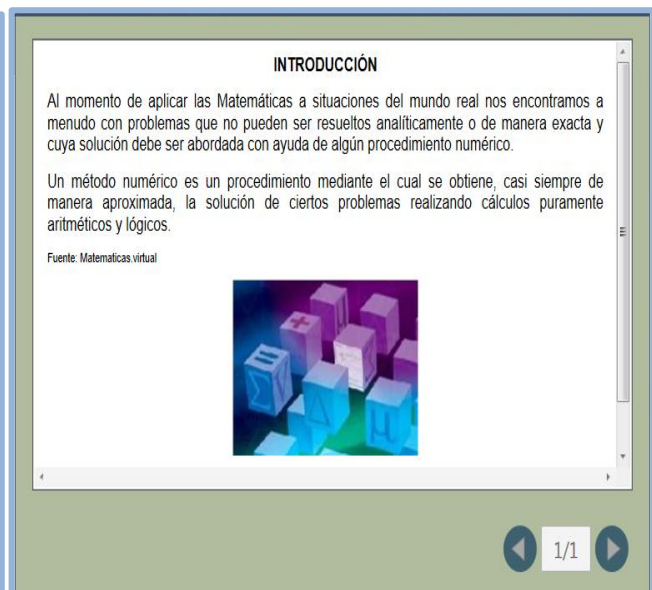 INTRODUCCIÓN
Al momento de aplicar las Matemáticas a situaciones del mundo real nos encontramos a
menudo con problemas que no pueden ser resueltos analíticamente o de manera exacta y
cuya solución debe ser abordada con ayuda de algún procedimiento numérico.
Un método numérico es un procedimiento mediante el cual se obtiene, casi siempre de
manera aproximada, la solución de ciertos problemas realizando cálculos puramente
aritméticos y lógicos.
Fuente: Matematicas.virtual
1/1